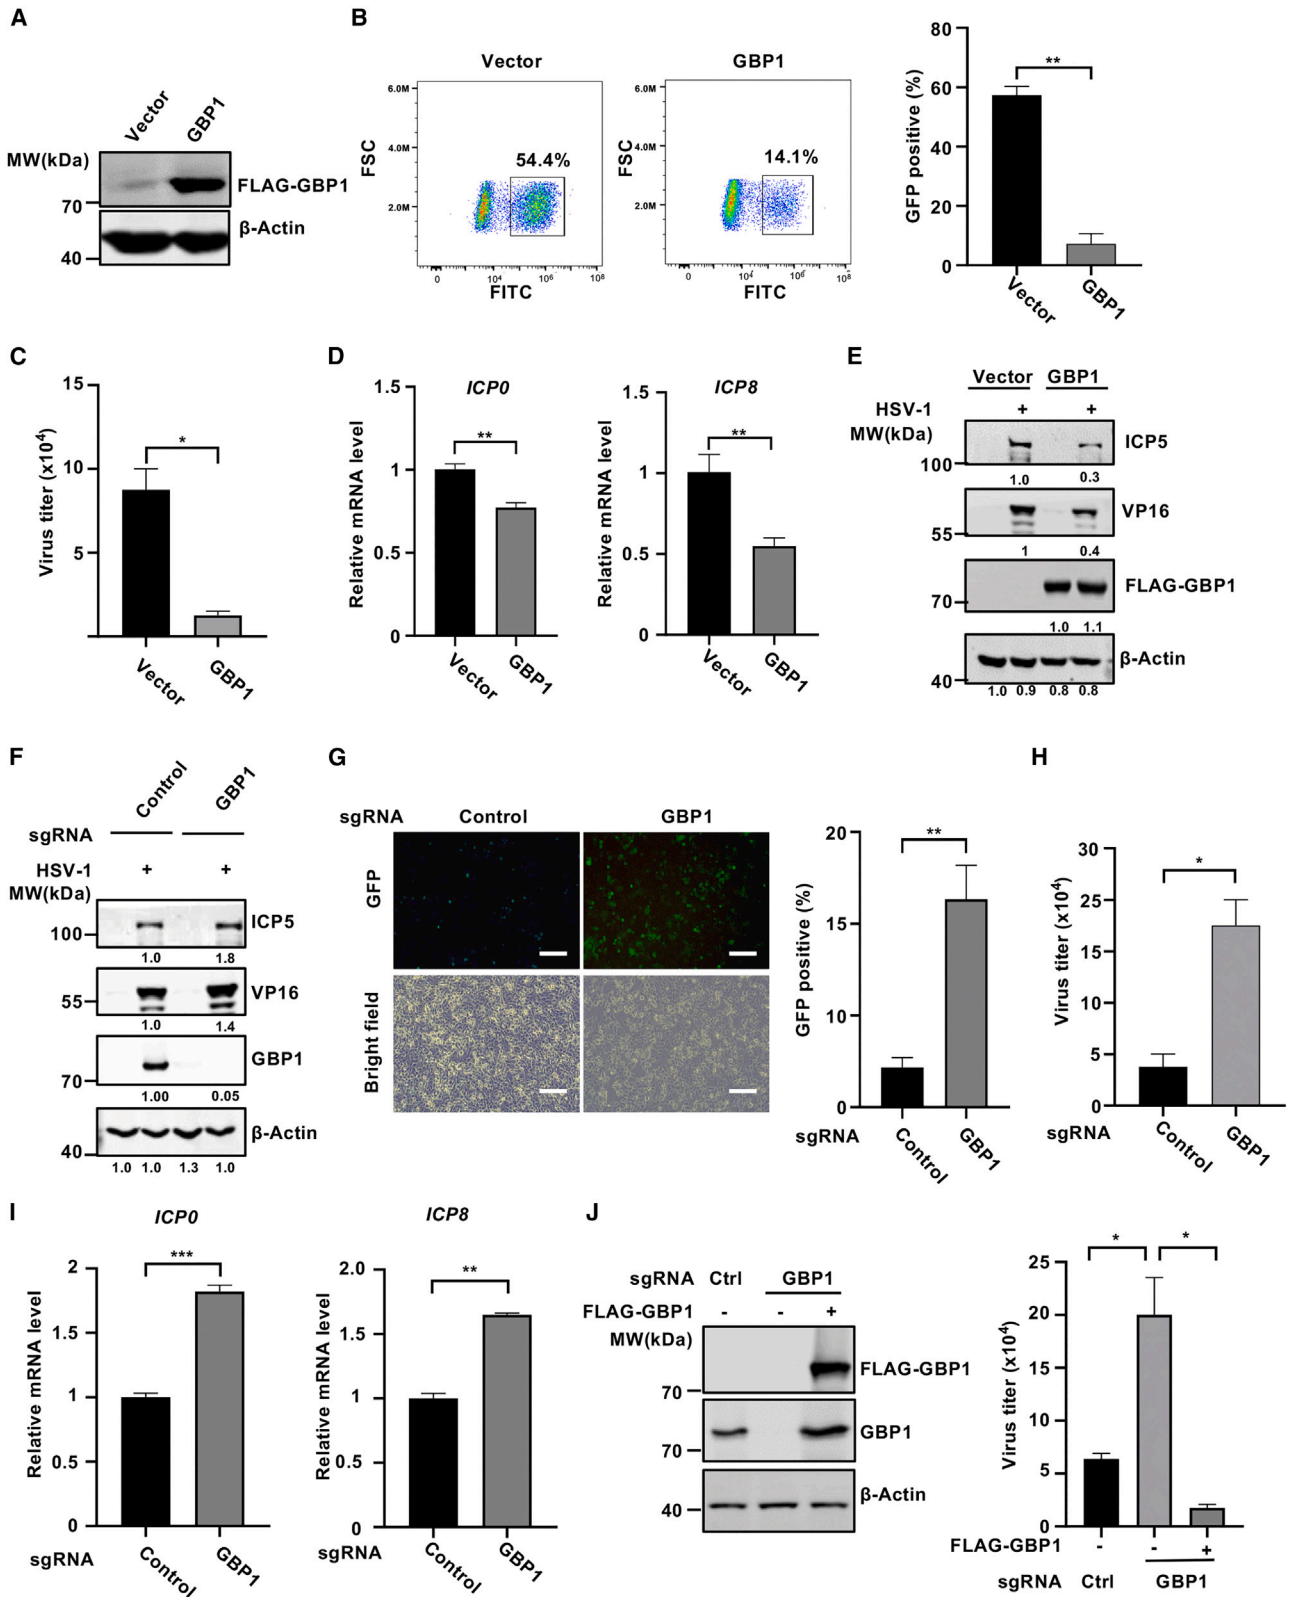 A
Vector
GBP1
MW(kDa)
FLAG-GBP1
70
β-Actin
40
B
Vector
GBP1
6.0M
4.0M
2.0M
FSC
54.4%
0
10⁴
10⁶
10⁸
FITC
6.0M
4.0M
2.0M
FSC
14.1%
0
10⁴
10⁶
10⁸
FITC
80
60
40
20
0
GFP positive (%)
**
Vector
GBP1
C
15
10
5
Virus titer (x10⁴)
*
Vector
GBP1
D
ICP0
1.5
1
0.5
0
Relative mRNA level
**
Vector
GBP1
ICP8
1.5
1
0.5
0
Relative mRNA level
**
Vector
GBP1
E
Vector GBP1
HSV-1 + +
MW(kDa)
ICP5
100
1.0 0.3
VP16
55
1 0.4
FLAG-GBP1
70
1.0 1.1
β-Actin
40
1.0 0.9 0.8 0.8
F
Control
GBP1
sgRNA
HSV-1 + +
MW(kDa)
ICP5
100
1.0 1.8
VP16
55
1.0 1.4
GBP1
70
1.00 0.05
β-Actin
40
1.0 1.0 1.3 1.0
G
sgRNA Control GBP1
GFP
Bright field
20
15
10
0
GFP positive (%)
**
sgRNA
Control
GBP1
H
30
25
15
10
5
0
Virus titer (x10⁴)
*
sgRNA
Control
GBP1
I
ICP0
2
1.5
1
0.5
0
Relative mRNA level
***
sgRNA
Control
GBP1
ICP8
2.0
1.5
1
0.5
0
Relative mRNA level
**
sgRNA
Control
GBP1
J
sgRNA Ctrl GBP1
FLAG-GBP1 - - +
MW(kDa)
FLAG-GBP1
70
GBP1
70
β-Actin
40
25
20
15
10
5
0
Virus titer (x10⁴)
* *
FLAG-GBP1 - - +
sgRNA Ctrl GBP1